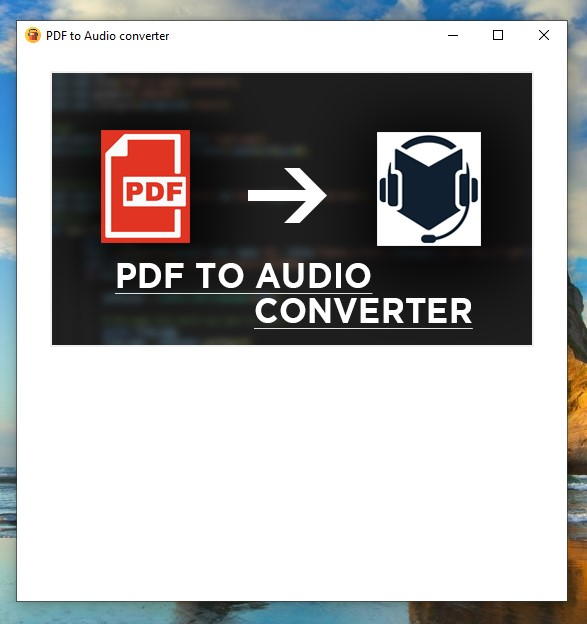 PDF to Audio converter
PDF
PDF TO AUDIO
CONVERTER